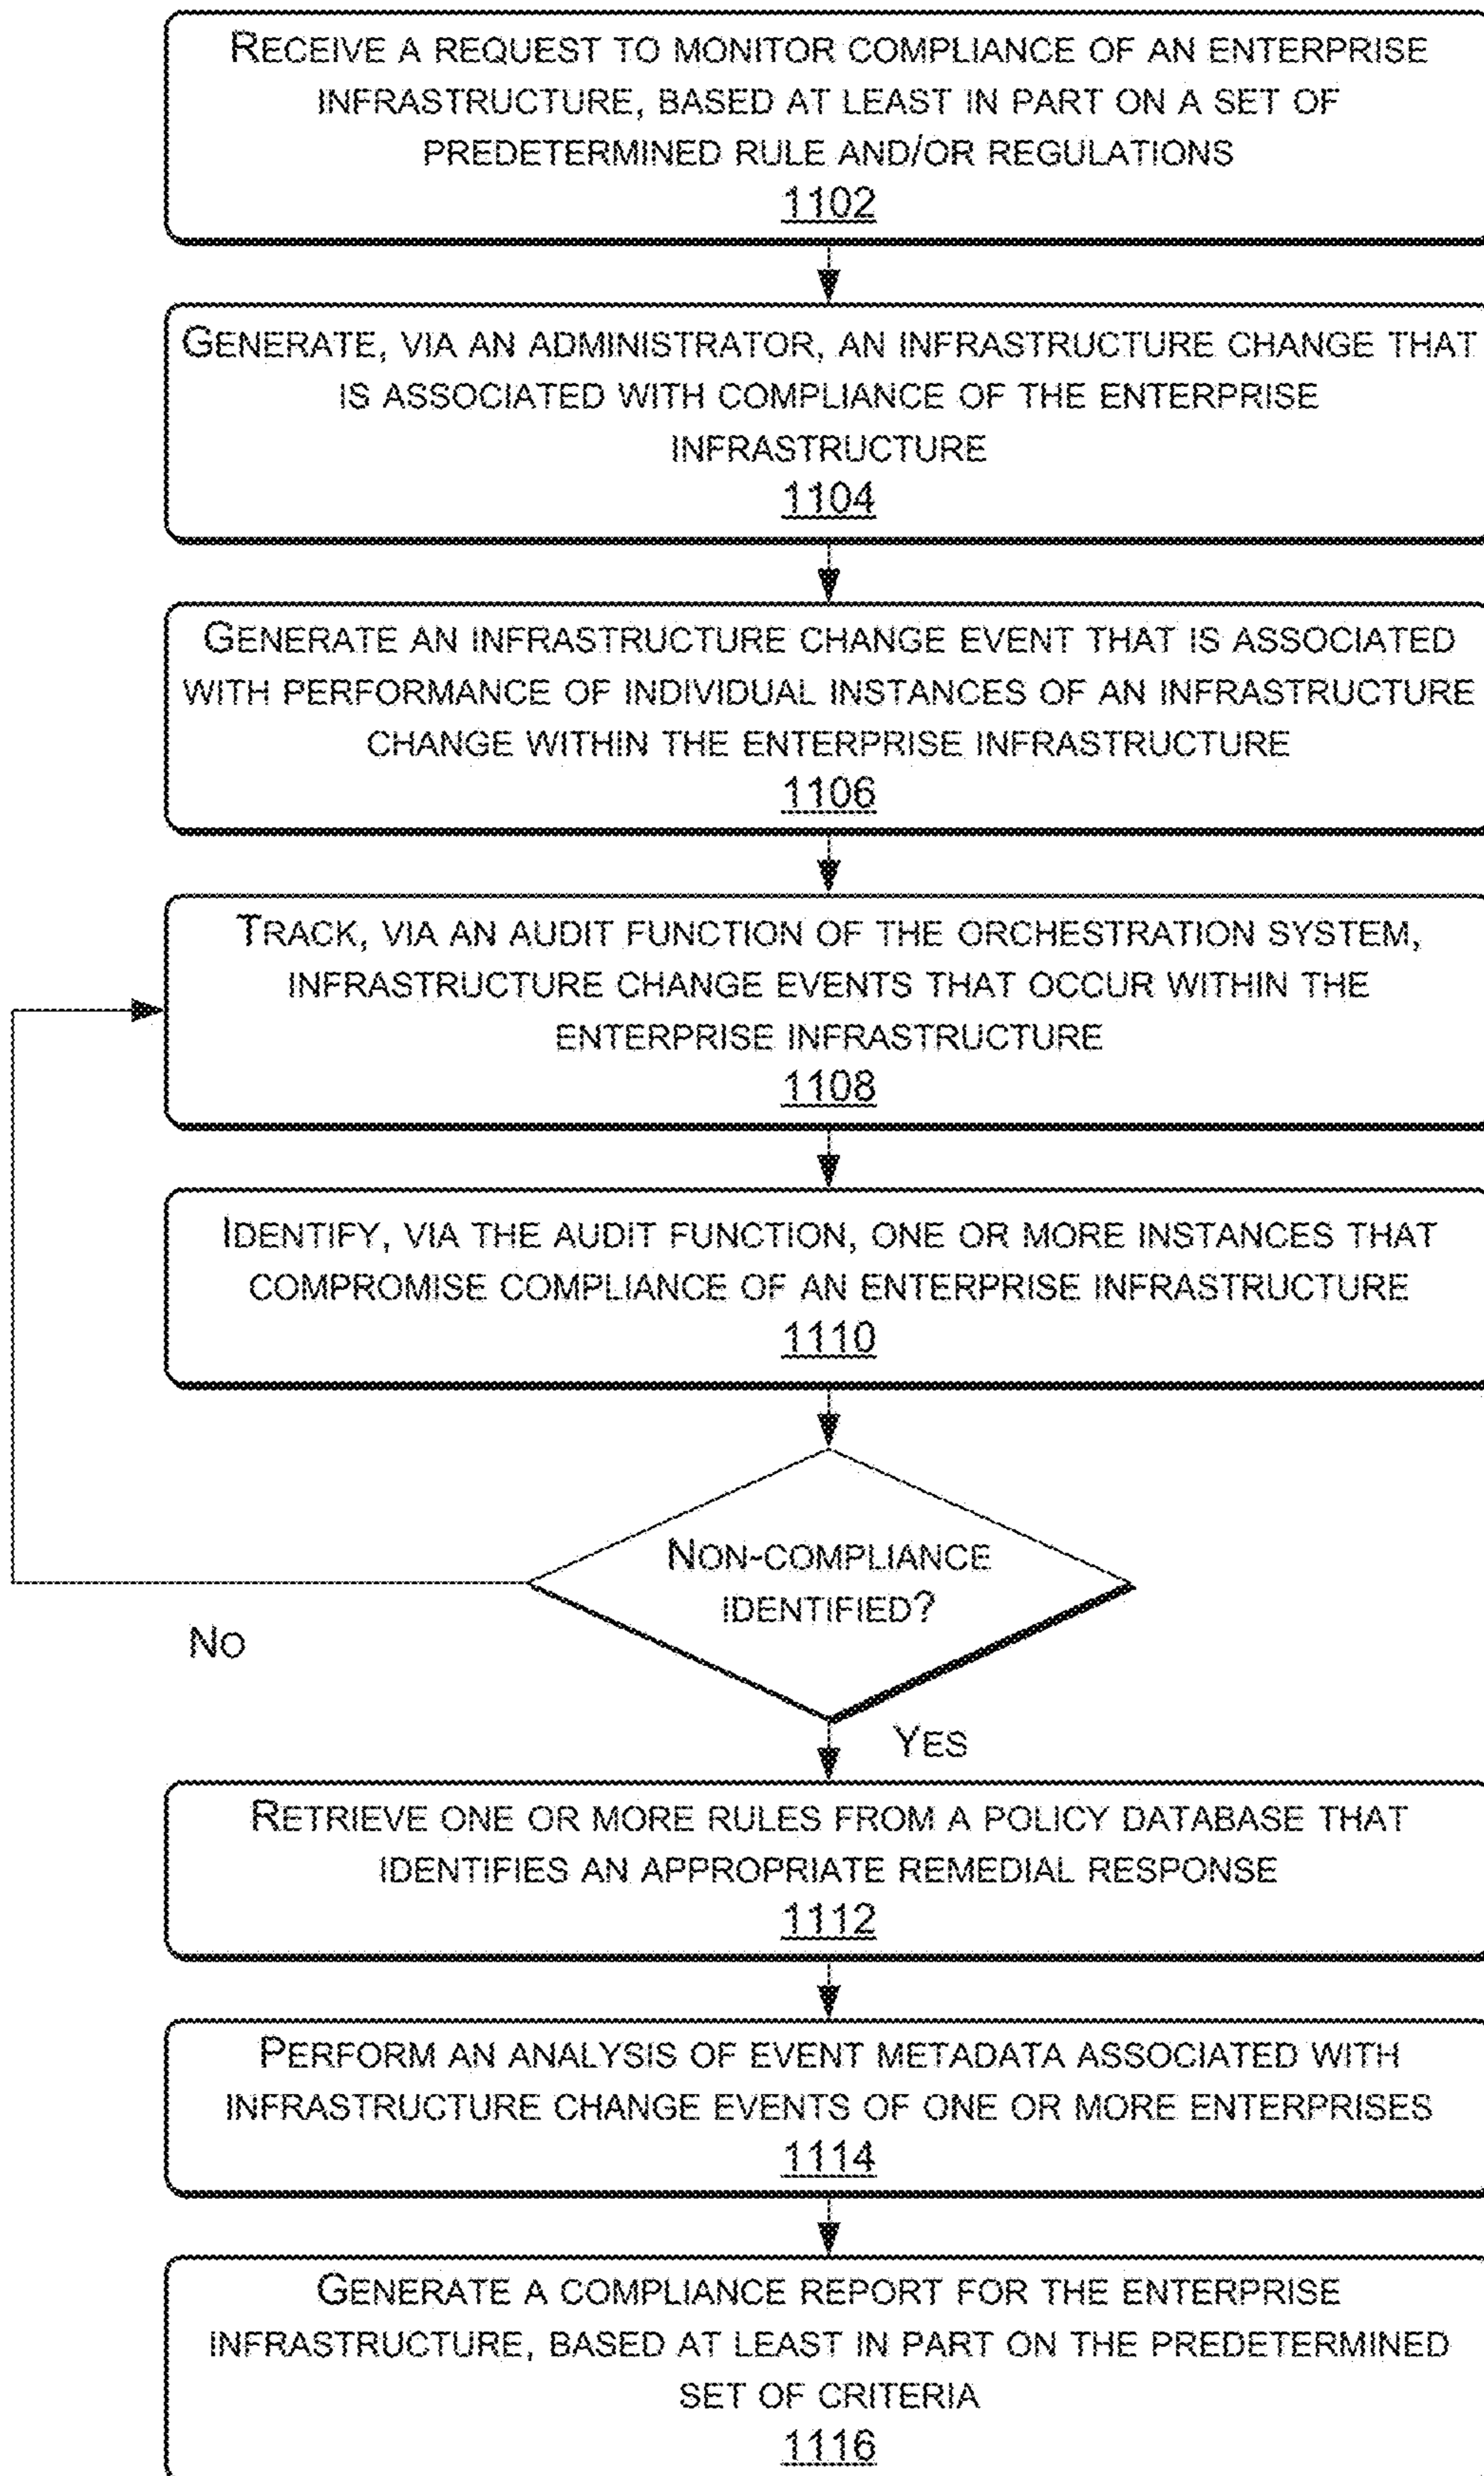 RECEIVE A REQUEST TO MONITOR COMPLIANCE OF AN ENTERPRISE
INFRASTRUCTURE, BASED AT LEAST IN PART ON A SET OF
PREDETERMINED RULE AND/OR REGULATIONS
1102
GENERATE, VIA AN ADMINISTRATOR, AN INFRASTRUCTURE CHANGE THAT
IS ASSOCIATED WITH COMPLIANCE OF THE ENTERPRISE
INFRASTRUCTURE
1104
GENERATE AN INFRASTRUCTURE CHANGE EVENT THAT IS ASSOCIATED
WITH PERFORMANCE OF INDIVIDUAL INSTANCES OF AN INFRASTRUCTURE
CHANGE WITHIN THE ENTERPRISE INFRASTRUCTURE
1106
TRACK, VIA AN AUDIT FUNCTION OF THE ORCHESTRATION SYSTEM,
INFRASTRUCTURE CHANGE EVENTS THAT OCCUR WITHIN THE
ENTERPRISE INFRASTRUCTURE
1108
IDENTIFY, VIA THE AUDIT FUNCTION, ONE OR MORE INSTANCES THAT
COMPROMISE COMPLIANCE OF AN ENTERPRISE INFRASTRUCTURE
1110
NON-COMPLIANCE
IDENTIFIED?
NO
YES
RETRIEVE ONE OR MORE RULES FROM A POLICY DATABASE THAT
IDENTIFIES AN APPROPRIATE REMEDIAL RESPONSE
1112
PERFORM AN ANALYSIS OF EVENT METADATA ASSOCIATED WITH
INFRASTRUCTURE CHANGE EVENTS OF ONE OR MORE ENTERPRISES
1114
GENERATE A COMPLIANCE REPORT FOR THE ENTERPRISE
INFRASTRUCTURE, BASED AT LEAST IN PART ON THE PREDETERMINED
SET OF CRITERIA
1116